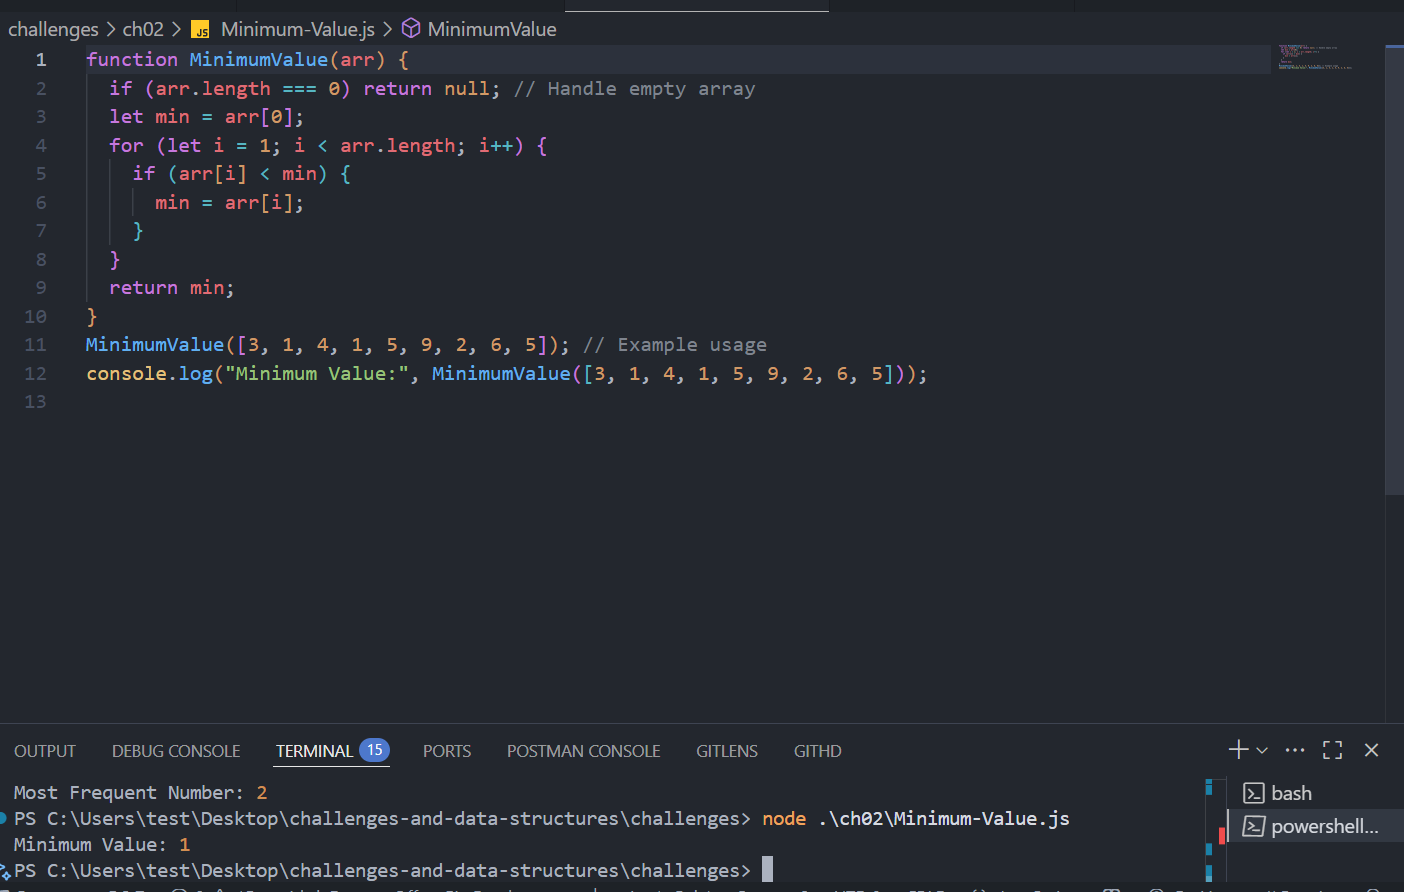 challenges > ch02 > JS Minimum-Value.js > MinimumValue
1 function MinimumValue(arr) {
2 if (arr.length === 0) return null; // Handle empty array
3 let min = arr[0];
4 for (let i = 1; i < arr.length; i++) {
5 if (arr[i] < min) {
6 min = arr[i];
7 }
8 }
9 return min;
10 }
11 MinimumValue([3, 1, 4, 1, 5, 9, 2, 6, 5]); // Example usage
12 console.log("Minimum Value:", MinimumValue([3, 1, 4, 1, 5, 9, 2, 6, 5]));
13
OUTPUT DEBUG CONSOLE TERMINAL 15 PORTS POSTMAN CONSOLE GITLENS GITHD
Most Frequent Number: 2
PS C:\Users\test\Desktop\challenges-and-data-structures\challenges> node .\ch02\Minimum-Value.js
Minimum Value: 1
PS C:\Users\test\Desktop\challenges-and-data-structures\challenges>
bash
powershell...